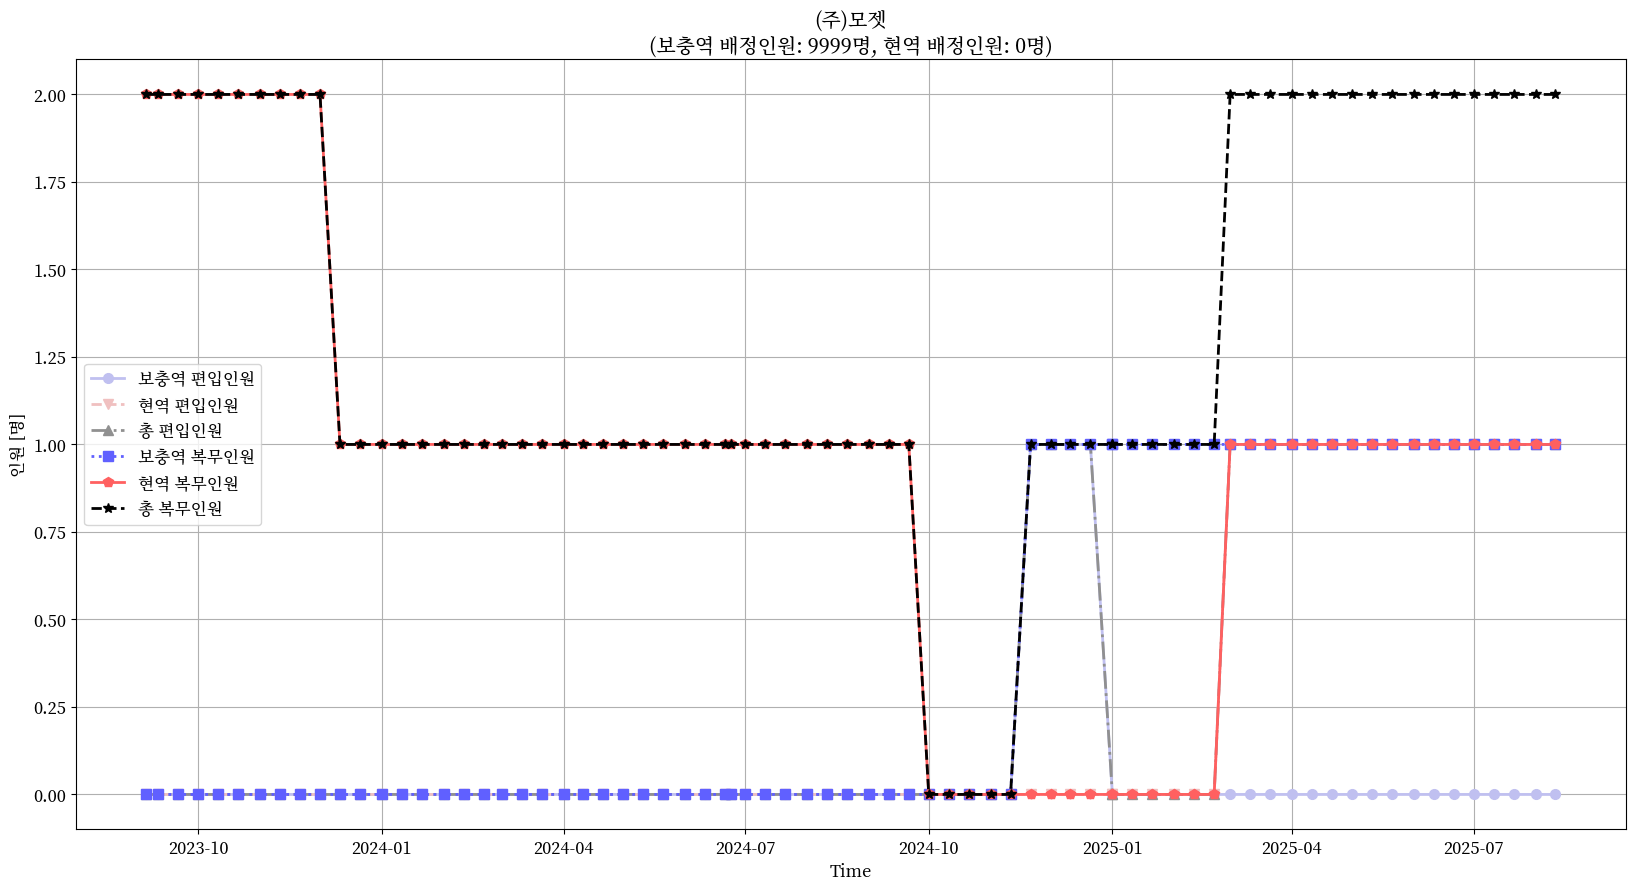 (주)모젯
(보충역 배정인원: 9999명, 현역 배정인원: 0명)
인원 [명]
2.00
1.75
1.50
1.25
1.00
0.75
0.50
0.25
0.00
보충역 편입인원
현역 편입인원
총 편입인원
보충역 복무인원
현역 복무인원
총 복무인원
2023-10
2024-01
2024-04
2024-07
2024-10
2025-01
2025-04
2025-07
Time